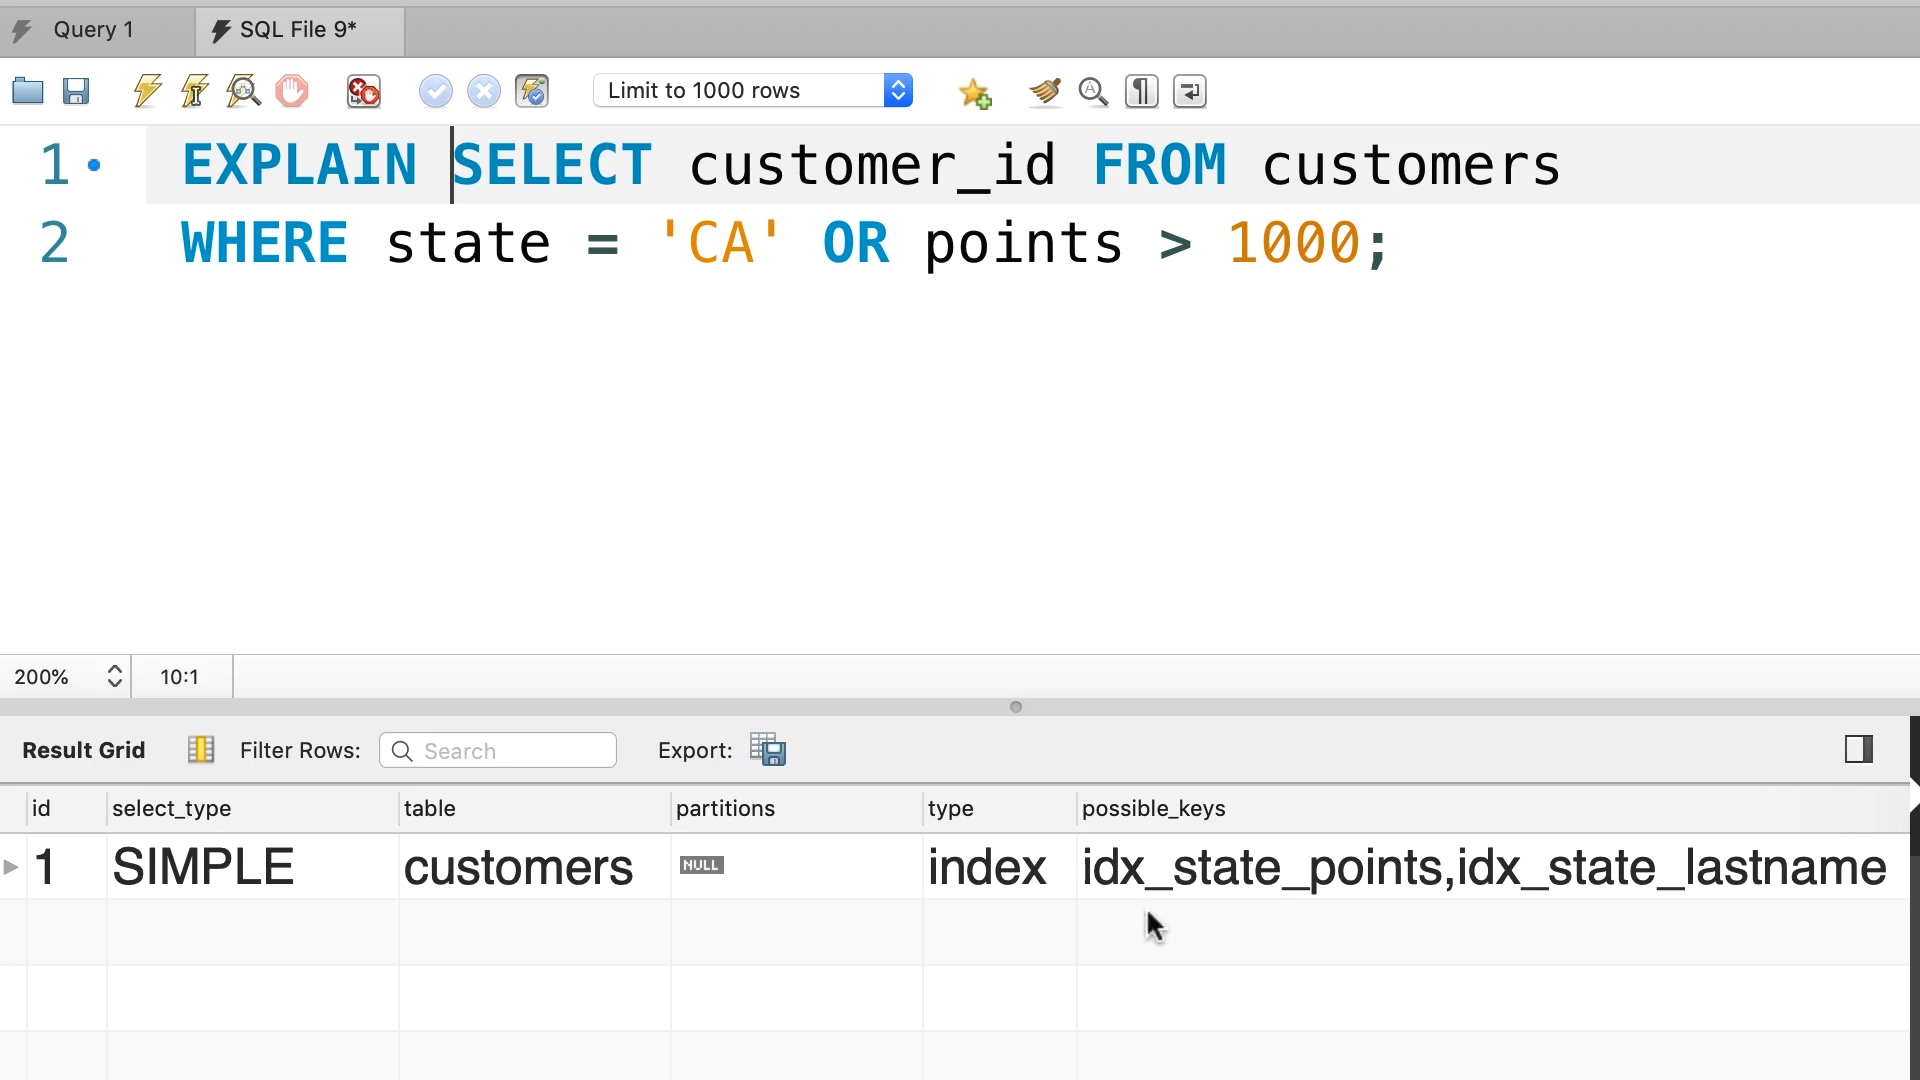 Query 1
SQL File 9*
Limit to 1000 rows
1 EXPLAIN SELECT customer_id FROM customers
2 WHERE state = 'CA' OR points > 1000;
200% 10:1
Result Grid Filter Rows: Search Export:
id select_type table partitions type possible_keys
1 SIMPLE customers NULL index idx_state_points,idx_state_lastname